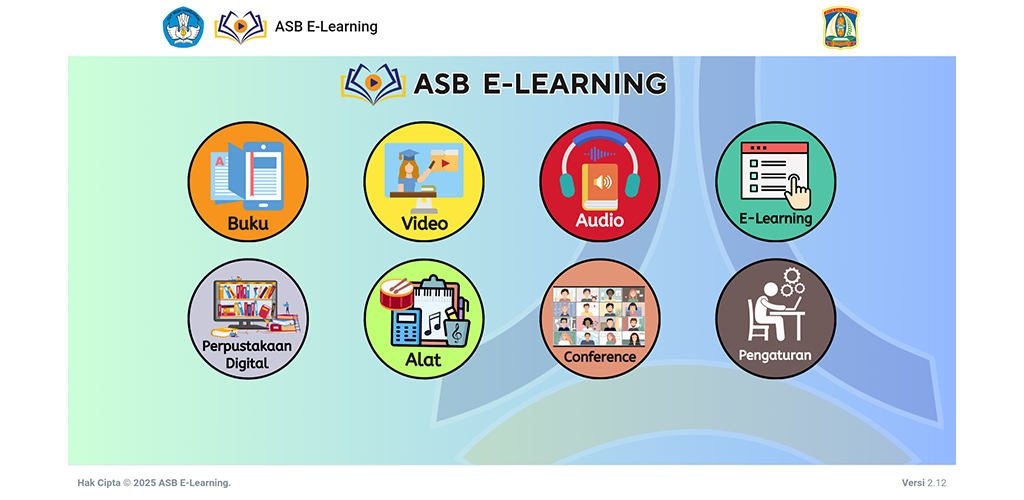 ASB E-Learning
ASB E-LEARNING
A
Buku
Video
Audio
E-Learning
Perpustakaan
Digital
Alat
Conference
Pengaturan
Hak Cipta © 2025 ASB E-Learning.
Versi 2.12